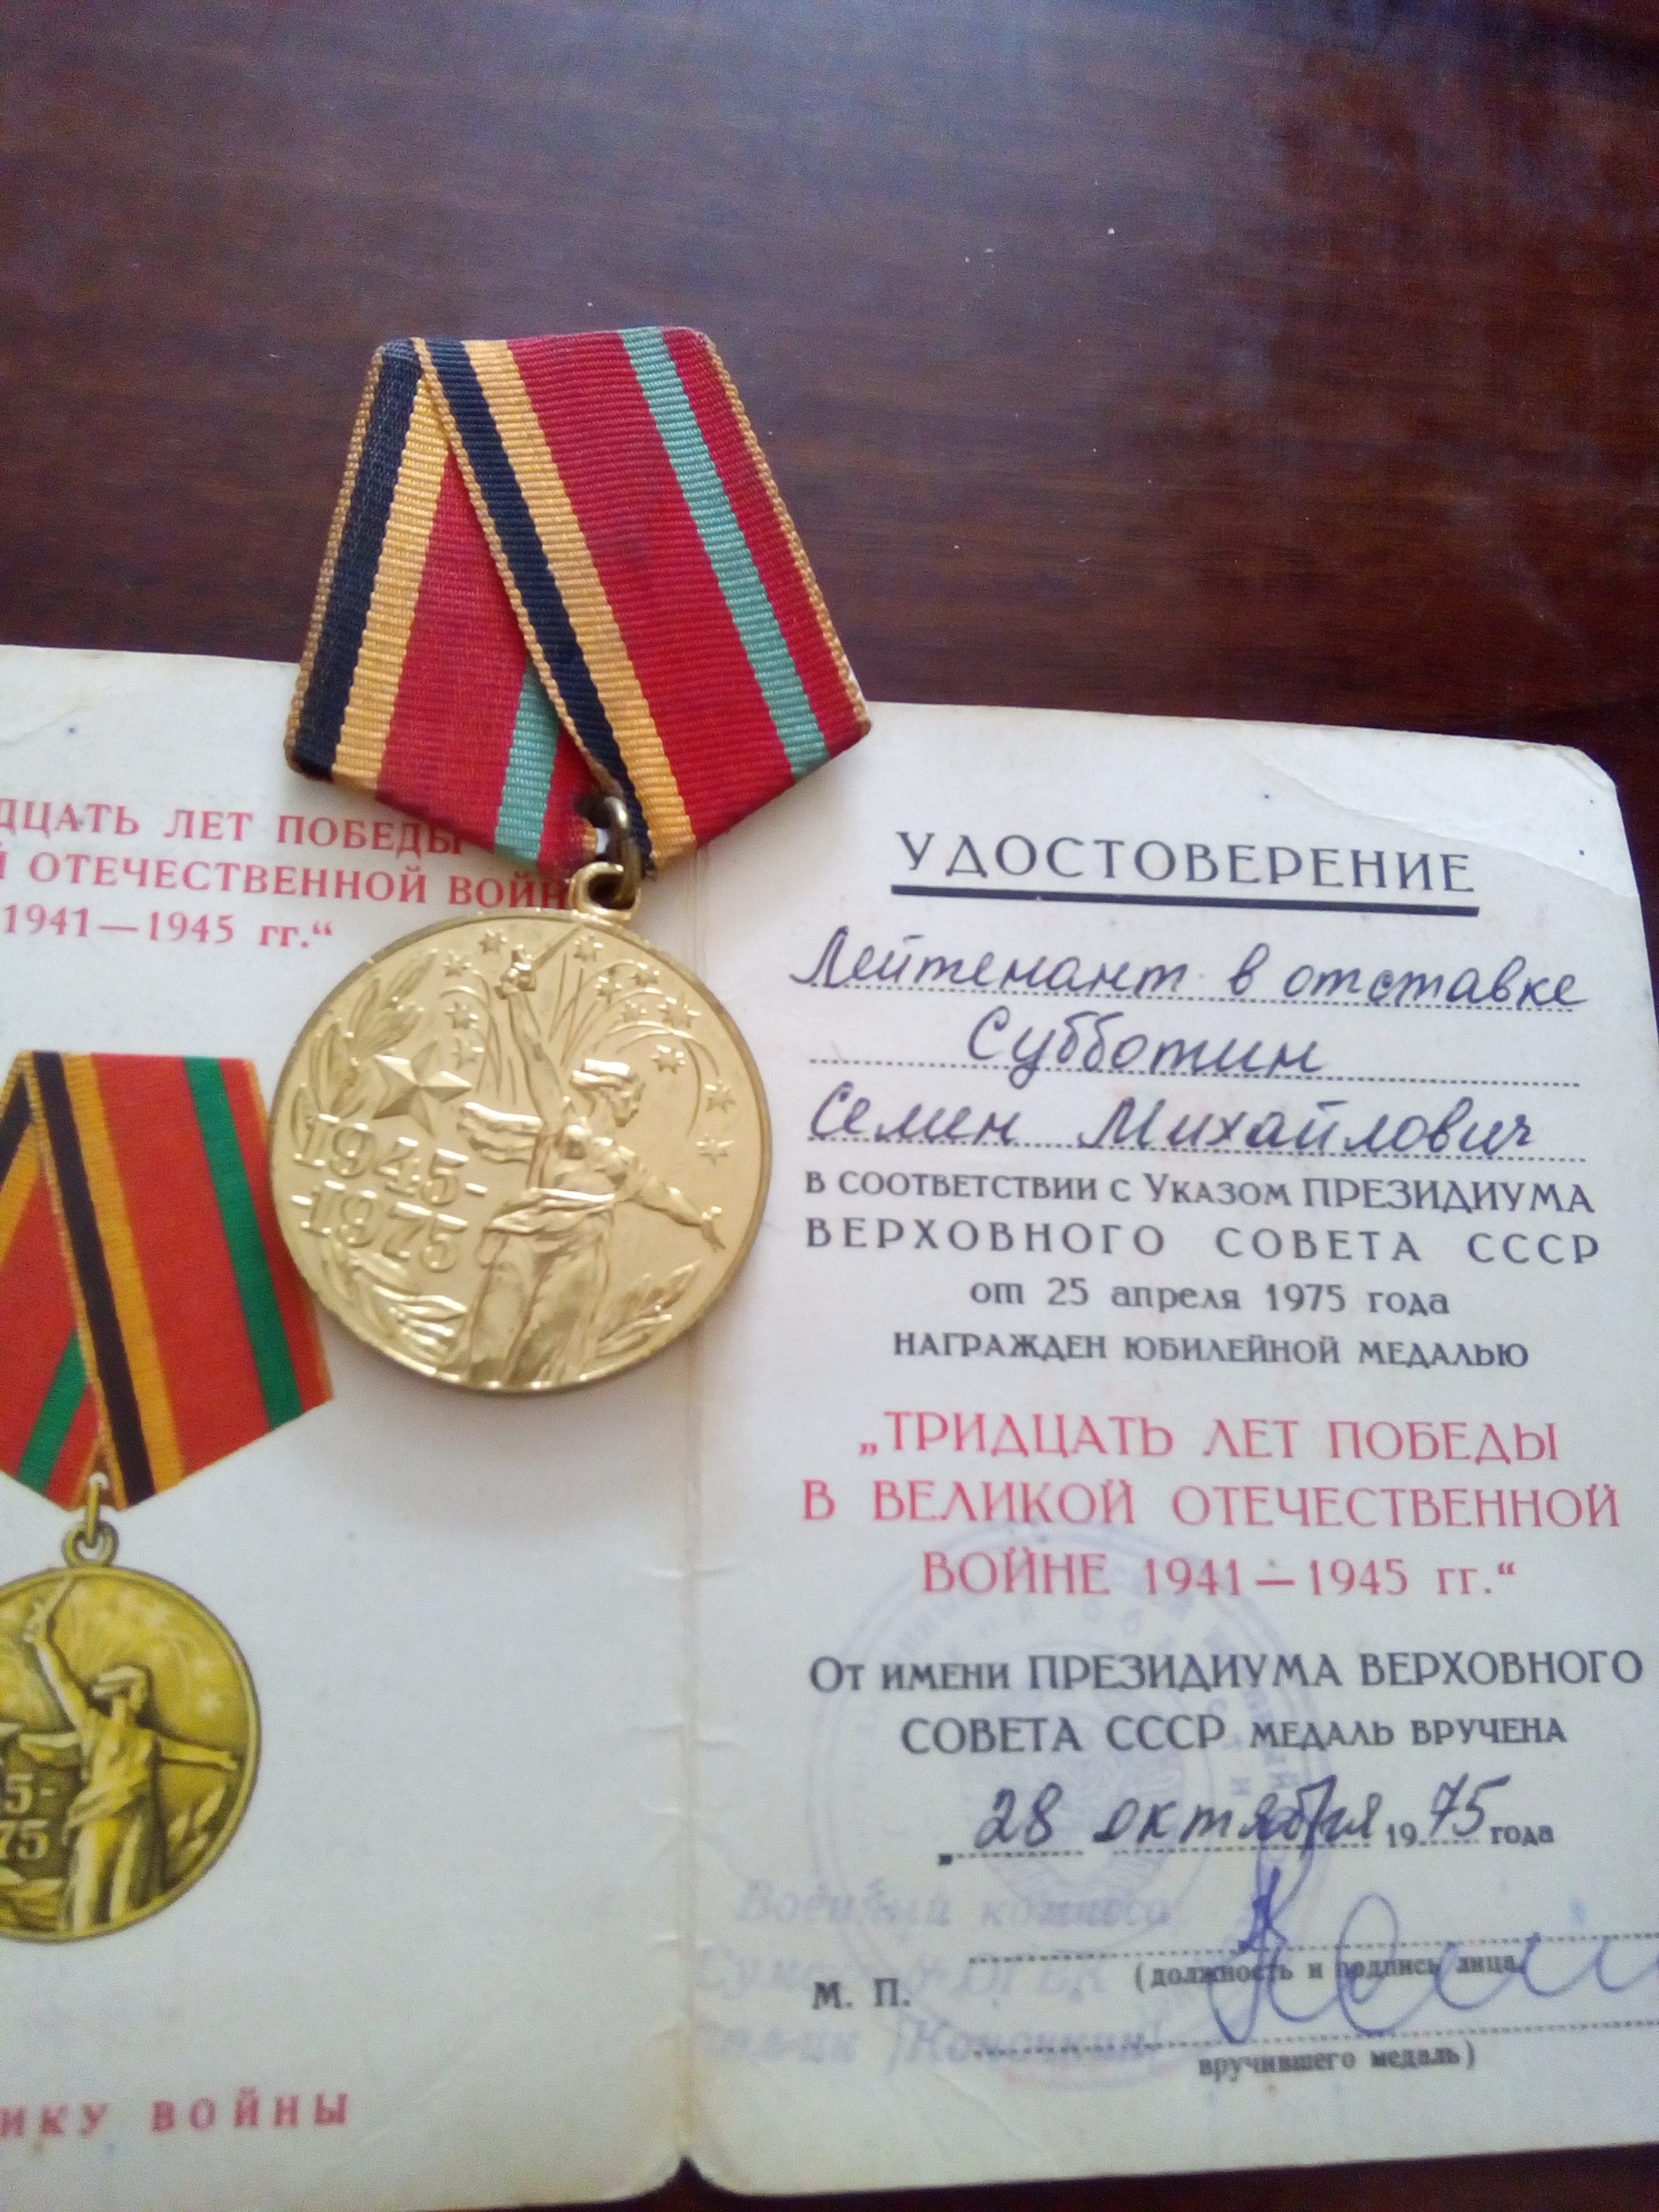 ДЦАТЬ ЛЕТ ПОБЕДЫ
Й ОТЕЧЕСТВЕННОЙ ВОЙН
1941—1945 гг.“
5-
75
ИКУ ВОЙНЫ
1945-
-1975
УДОСТОВЕРЕНИЕ
Лейтенант в отставке
Субботин
Семен Михайлович
В СООТВЕТСТВИИ С УКАЗОМ ПРЕЗИДИУМА
ВЕРХОВНОГО СОВЕТА СССР
от 25 апреля 1975 года
НАГРАЖДЕН ЮБИЛЕЙНОЙ МЕДАЛЬЮ
„ТРИДЦАТЬ ЛЕТ ПОБЕДЫ
В ВЕЛИКОЙ ОТЕЧЕСТВЕННОЙ
ВОЙНЕ 1941—1945 гг.“
ОТ ИМЕНИ ПРЕЗИДИУМА ВЕРХОВНОГО
СОВЕТА СССР МЕДАЛЬ ВРУЧЕНА
28 октября 1975 года
Военный
(должность и подпись лица,
М. П.
вручившего медаль)